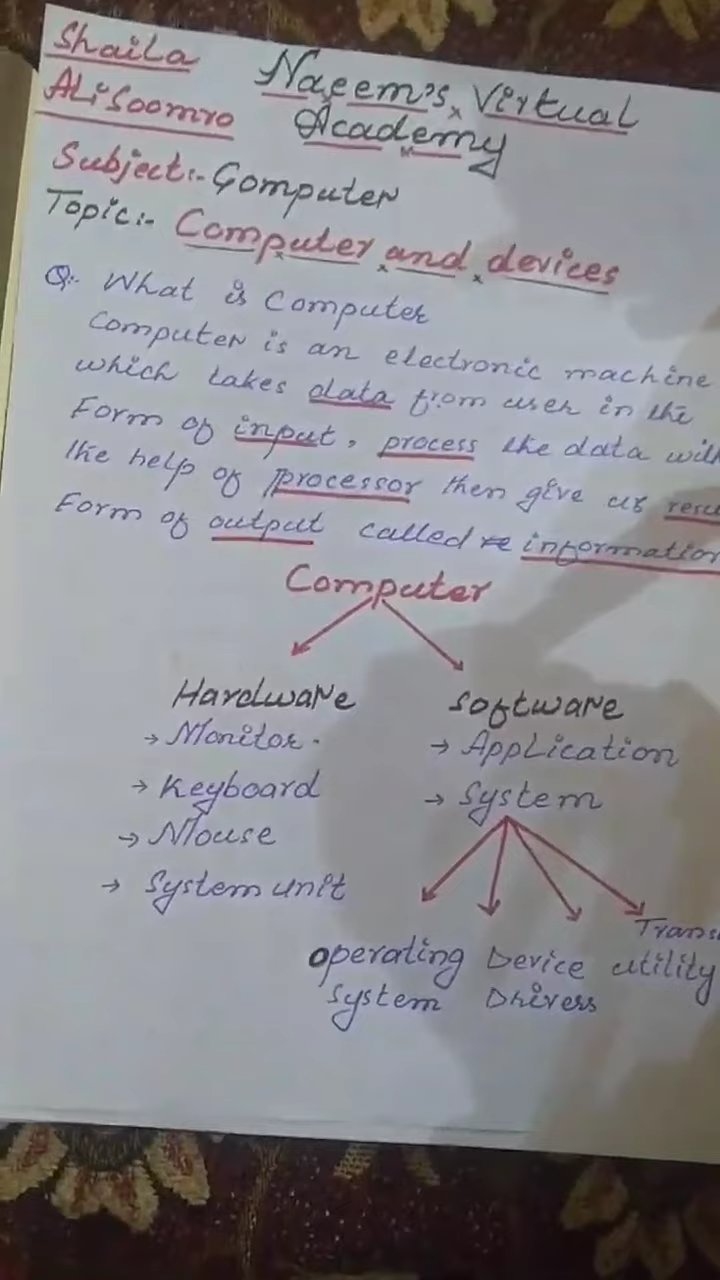 Shaila
Ali Soomro
Naeem's Virtual
Academy
Subject:- Computer
Topic:- Computer and devices
Q:- What is Computer
Computer is an electronic machine
which takes data from user in the
Form of input, process the data
the help of processor then give us
Form of output called information
Computer
Hardware
Software
→ Monitor.
→ Application
→ Keyboard
→ System
→ Mouse
→ System unit
Operating Device utility
System Drivers